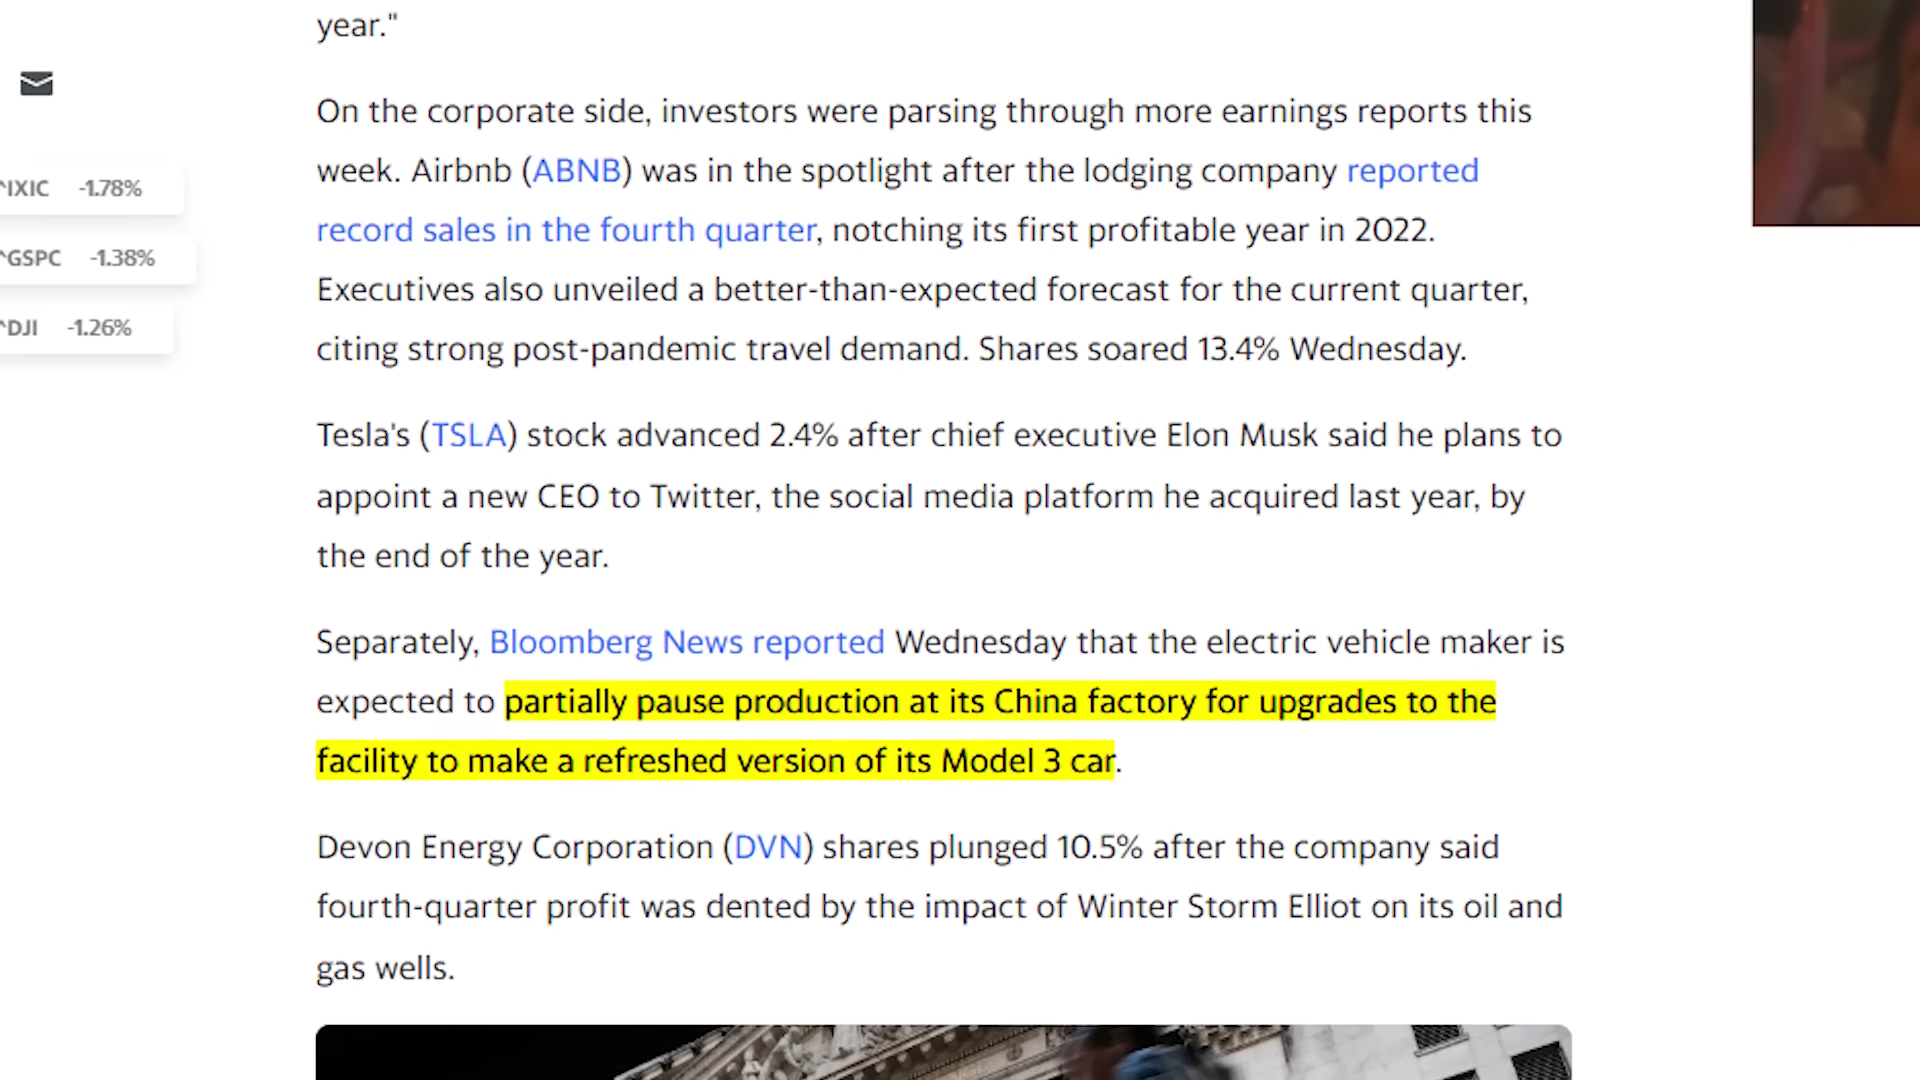 year."
On the corporate side, investors were parsing through more earnings reports this
week. Airbnb (ABNB) was in the spotlight after the lodging company reported
^IXIC -1.78%
record sales in the fourth quarter, notching its first profitable year in 2022.
^GSPC -1.38%
Executives also unveiled a better-than-expected forecast for the current quarter,
^DJI -1.26%
citing strong post-pandemic travel demand. Shares soared 13.4% Wednesday.
Tesla's (TSLA) stock advanced 2.4% after chief executive Elon Musk said he plans to
appoint a new CEO to Twitter, the social media platform he acquired last year, by
the end of the year.
Separately, Bloomberg News reported Wednesday that the electric vehicle maker is
expected to partially pause production at its China factory for upgrades to the
facility to make a refreshed version of its Model 3 car.
Devon Energy Corporation (DVN) shares plunged 10.5% after the company said
fourth-quarter profit was dented by the impact of Winter Storm Elliot on its oil and
gas wells.